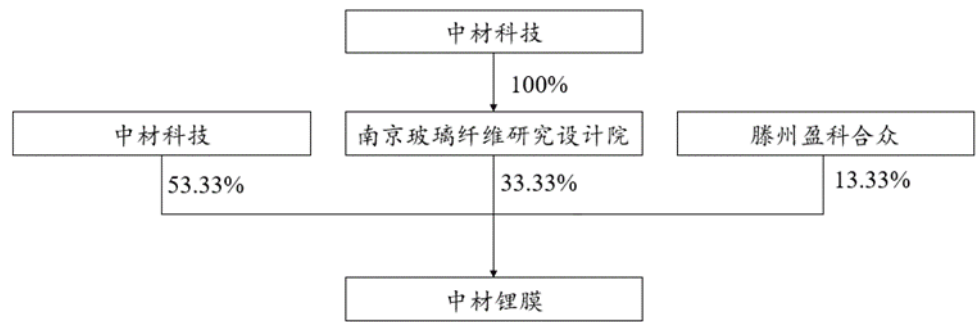 中材科技
100%
中材科技
南京玻璃纤维研究设计院
滕州盈科合众
53.33%
33.33%
13.33%
中材锂膜